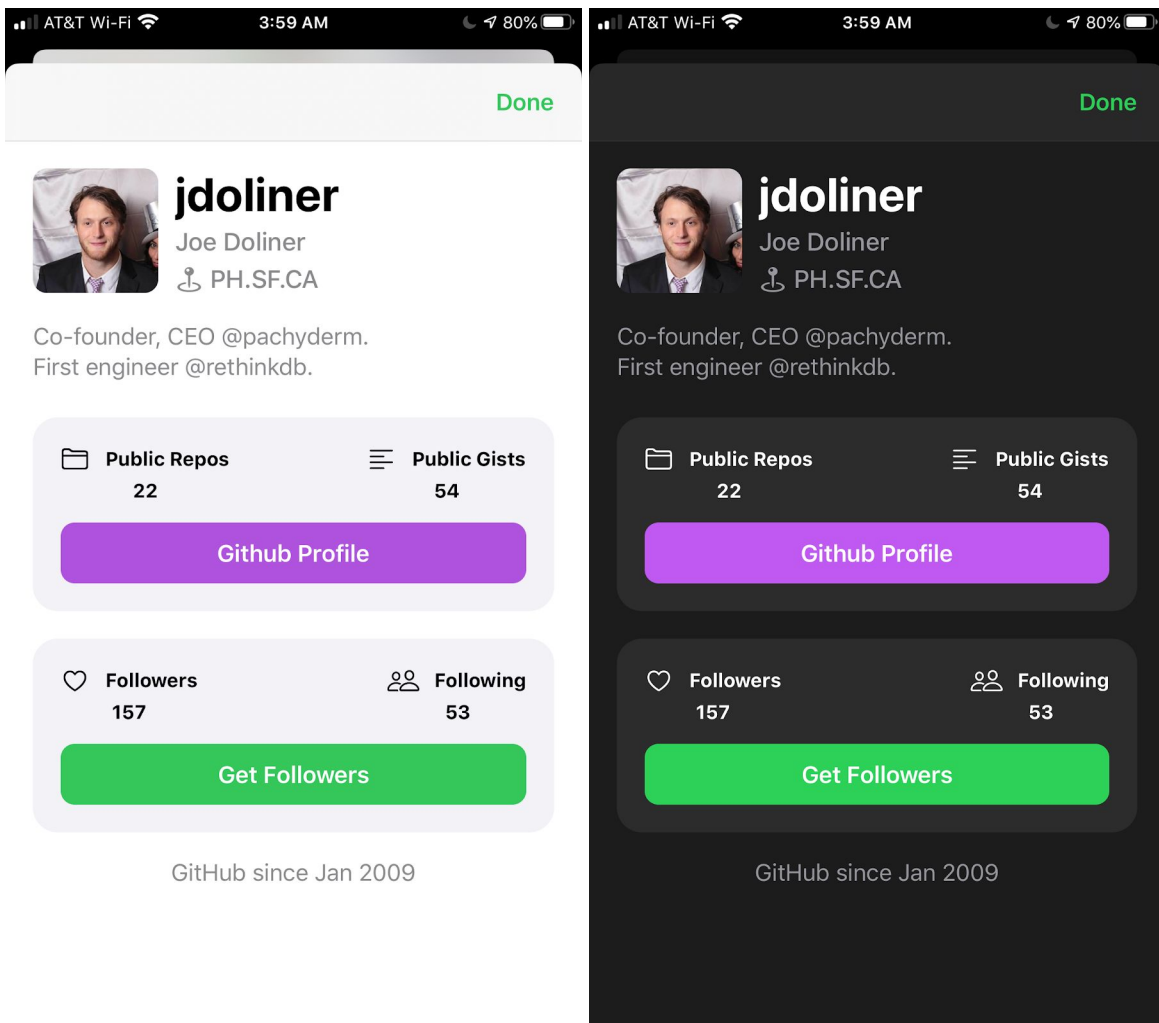 AT&T Wi-Fi 3:59 AM 80%
Done
jdoliner
Joe Doliner
PH.SF.CA
Co-founder, CEO @pachyderm.
First engineer @rethinkdb.
Public Repos Public Gists
22 54
Github Profile
Followers Following
157 53
Get Followers
GitHub since Jan 2009
AT&T Wi-Fi 3:59 AM 80%
Done
jdoliner
Joe Doliner
PH.SF.CA
Co-founder, CEO @pachyderm.
First engineer @rethinkdb.
Public Repos Public Gists
22 54
Github Profile
Followers Following
157 53
Get Followers
GitHub since Jan 2009